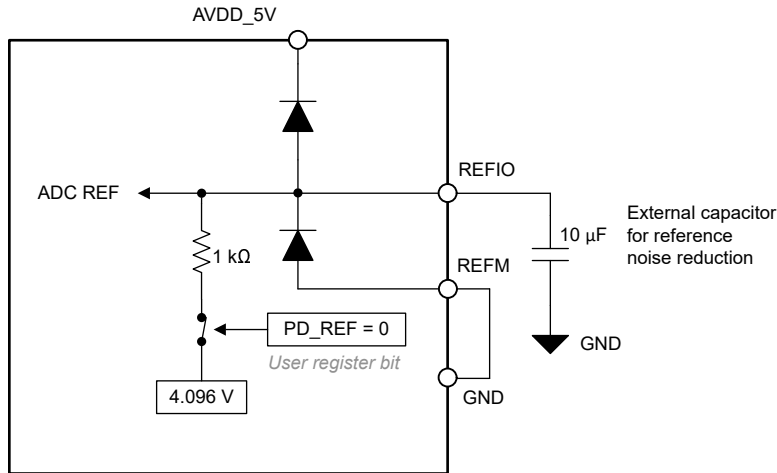 AVDD_5V
ADC REF
REFIO
1 kΩ
10 µF
External capacitor
for reference
noise reduction
REFM
PD_REF = 0
User register bit
GND
4.096 V
GND